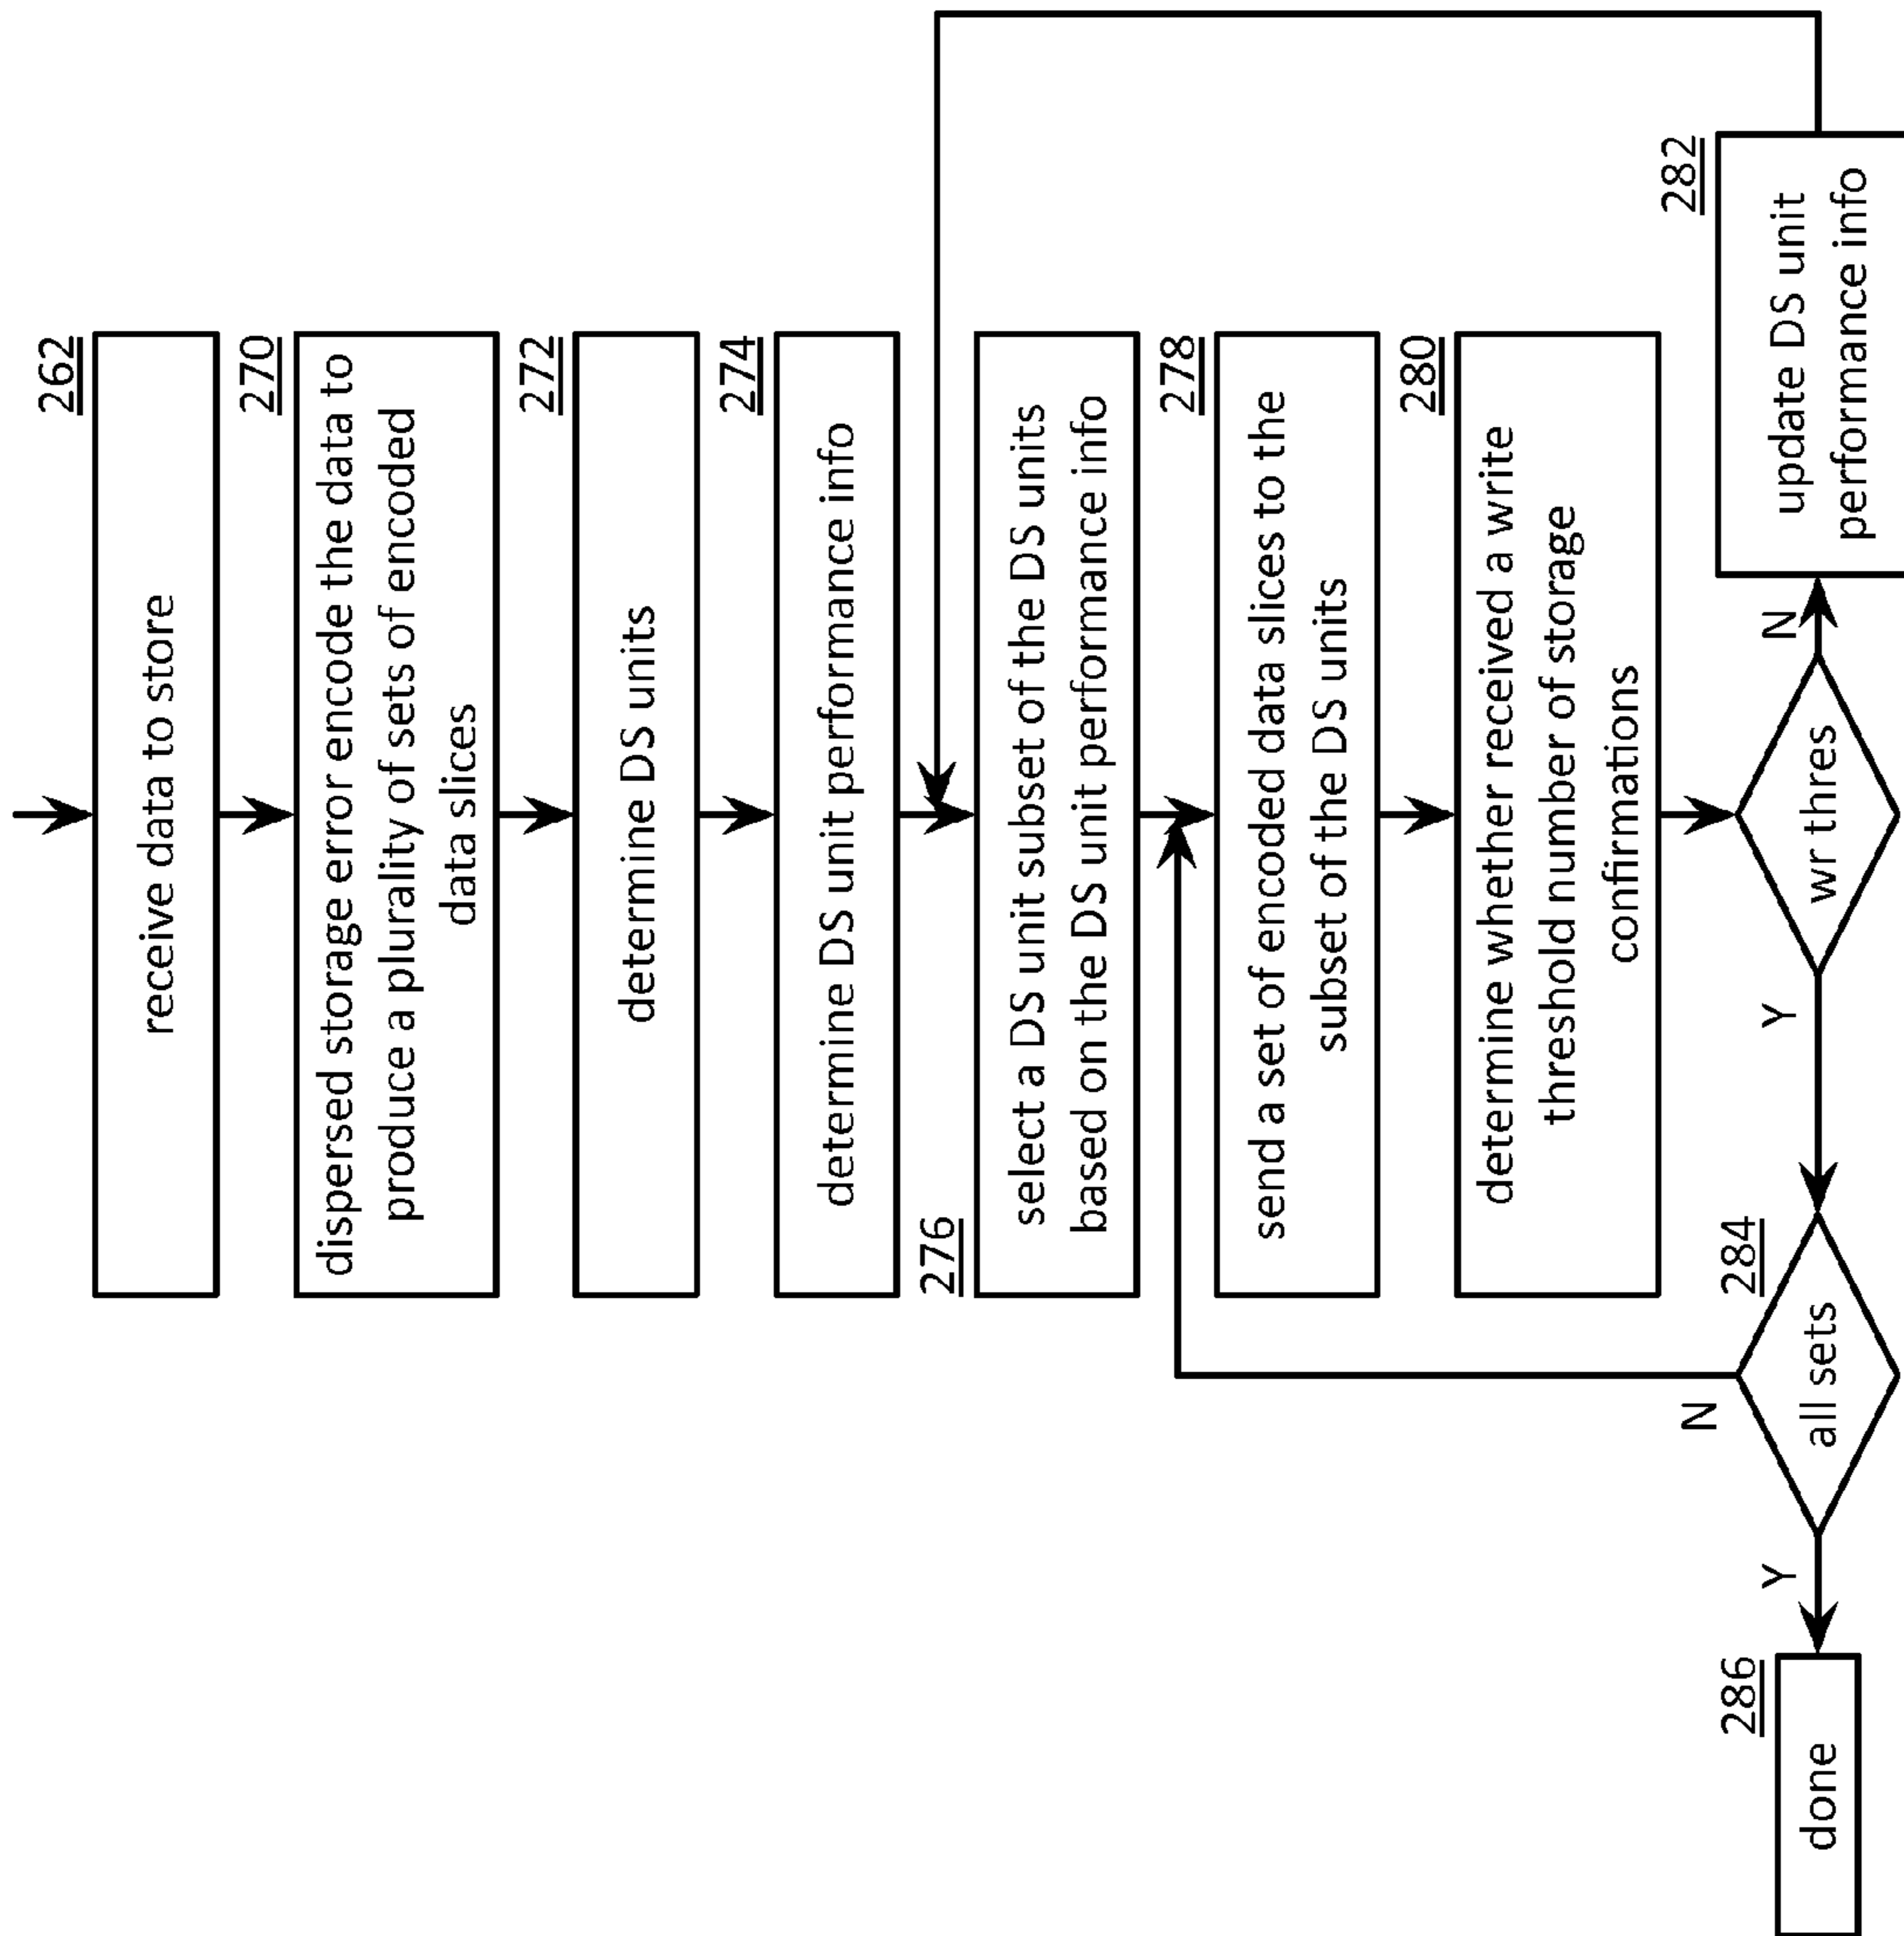 262
receive data to store
270
dispersed storage error encode the data to
produce a plurality of sets of encoded
data slices
272
determine DS units
274
determine DS unit performance info
276
select a DS unit subset of the DS units
based on the DS unit performance info
278
send a set of encoded data slices to the
subset of the DS units
280
determine whether received a write
threshold number of storage
confirmations
wr thres
N
282
update DS unit
performance info
Y
284
all sets
N
Y
286
done